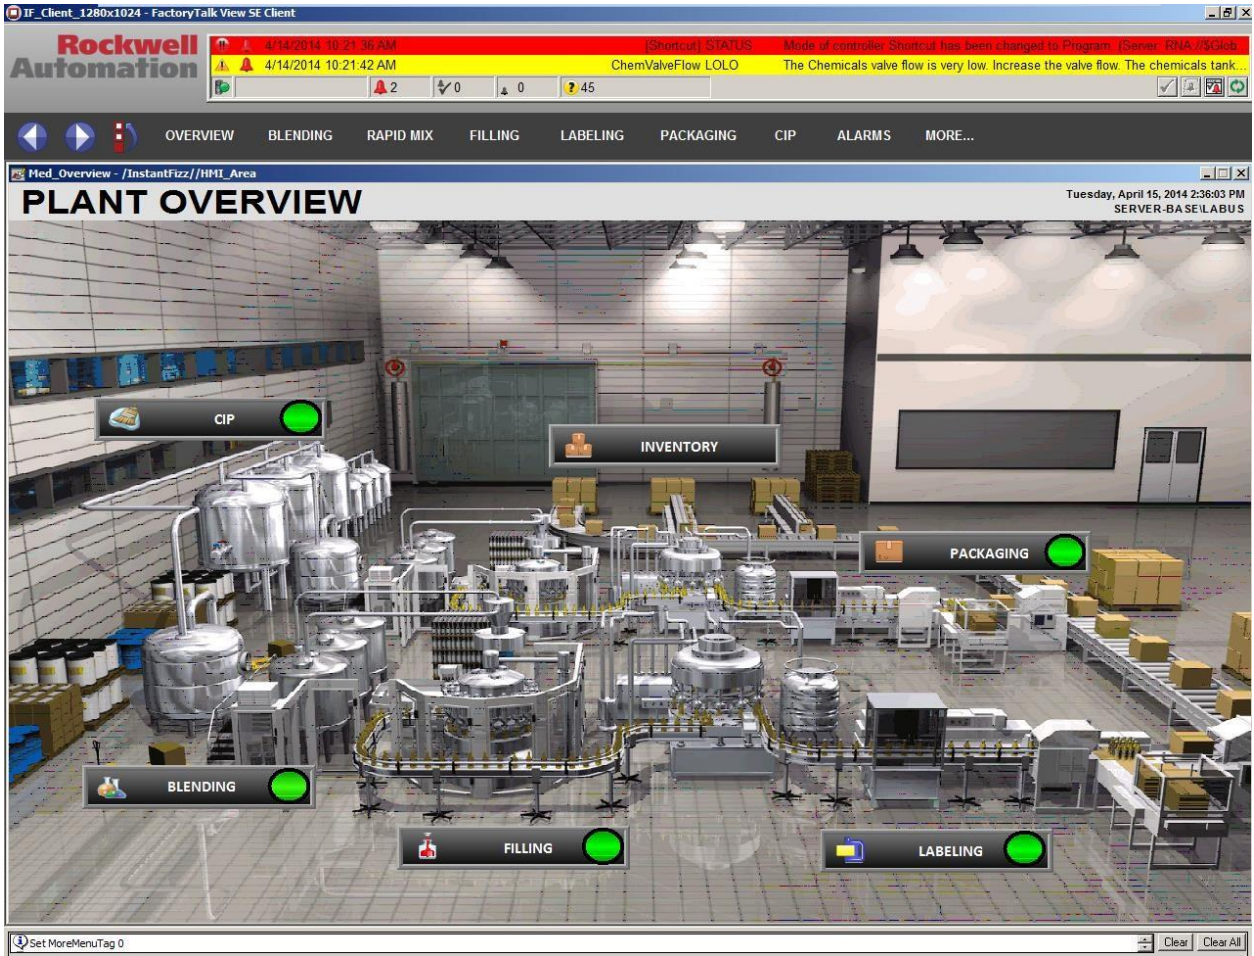 IF_Client_1280x1024 - FactoryTalk View SE Client
Rockwell
Automation
4/14/2014 10:21:36 AM [Shortcut] STATUS Mode of controller Shortcut has been changed to Program. (Server: RNA://$Glob...
4/14/2014 10:21:42 AM ChemValveFlow LOLO The Chemicals valve flow is very low. Increase the valve flow. The chemicals tank...
2 0 0 45
OVERVIEW BLENDING RAPID MIX FILLING LABELING PACKAGING CIP ALARMS MORE...
Med_Overview - /InstantFizz//HMI_Area
PLANT OVERVIEW
Tuesday, April 15, 2014 2:36:03 PM
SERVER-BASE\LABUS
CIP
INVENTORY
PACKAGING
BLENDING
FILLING
LABELING
Set MoreMenuTag 0
Clear Clear All